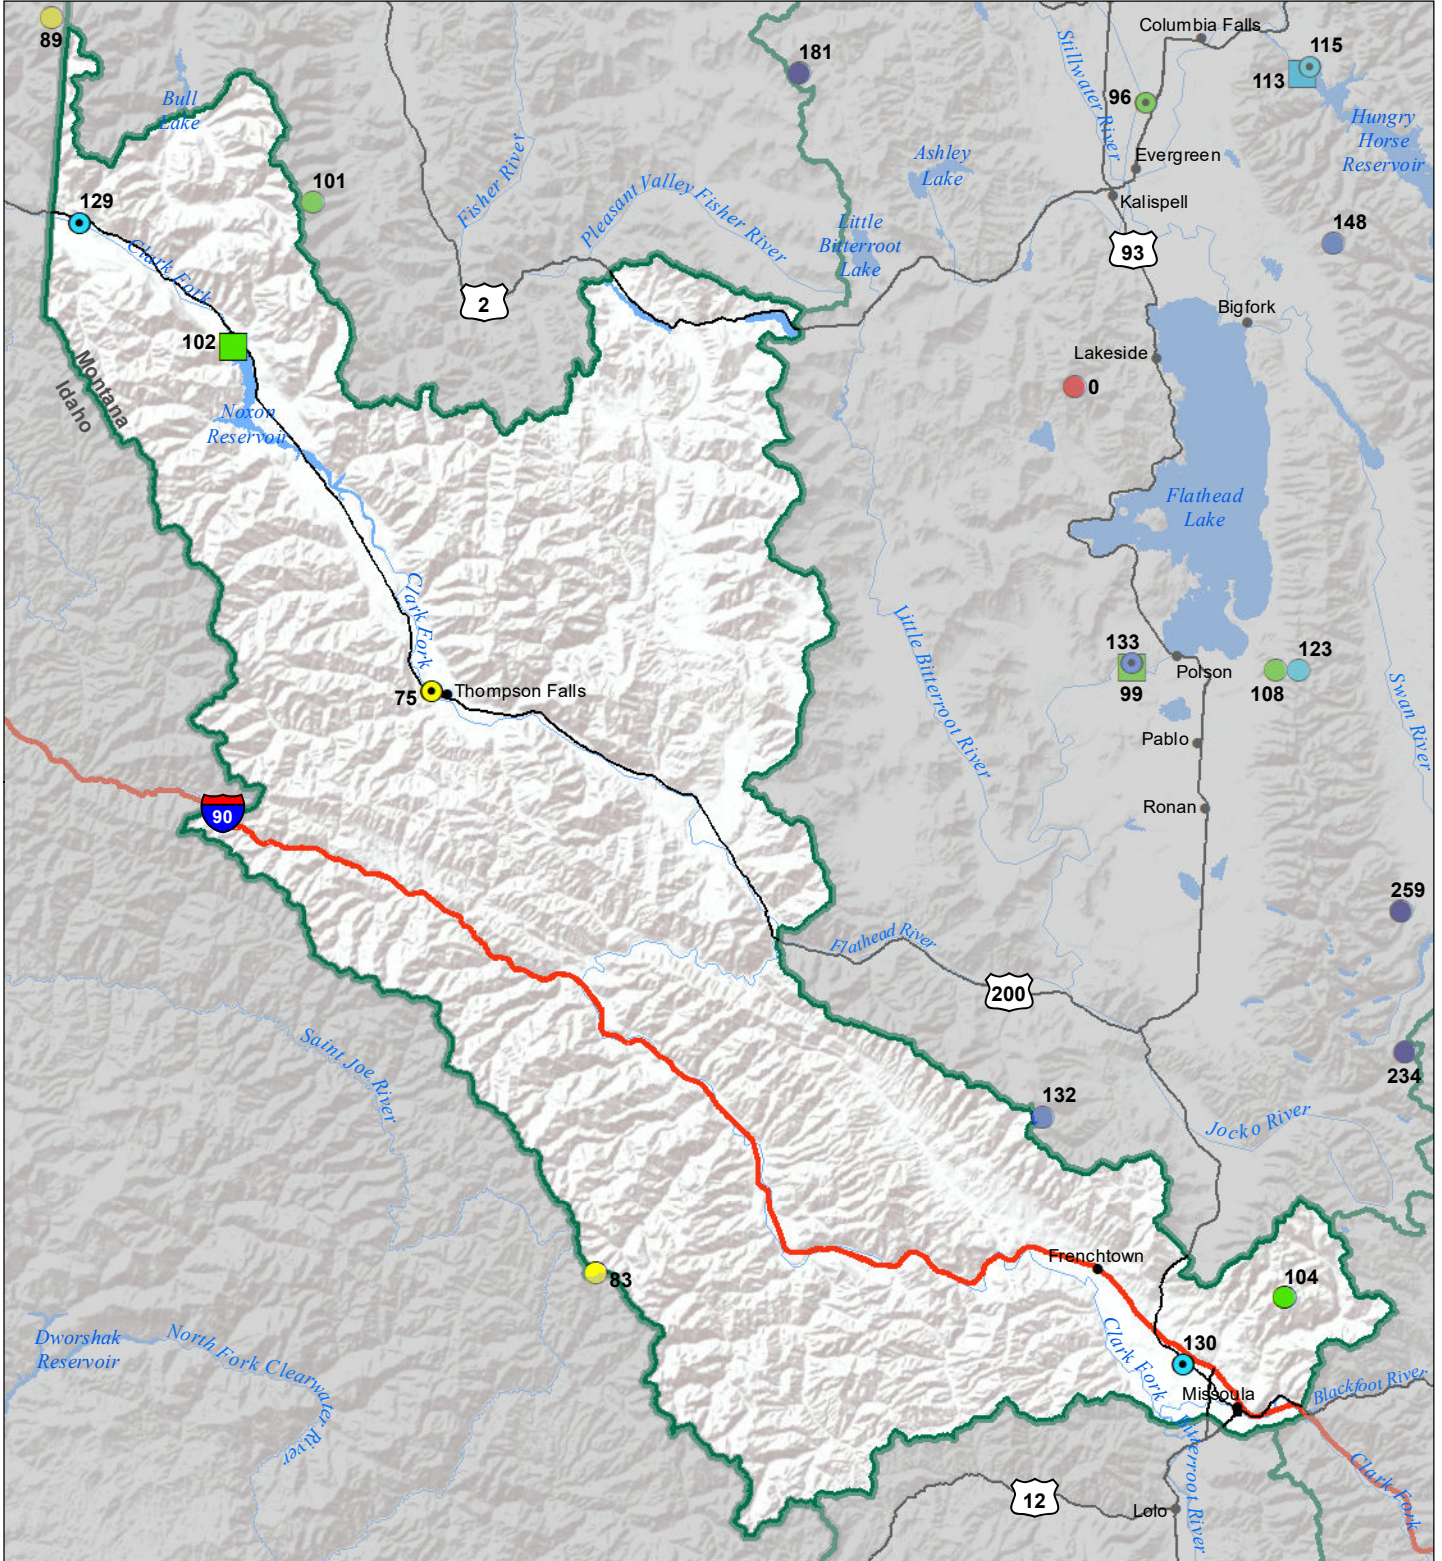 89
181
Columbia Falls
115
113
96
Bull
Lake
Stillwater River
Hungry
Horse
Reservoir
Fisher River
Ashley
Lake
Evergreen
101
129
Pleasant Valley Fisher River
Kalispell
Little
Bitterroot
Lake
148
93
Clark Fork
2
Bigfork
102
Lakeside
Montana
Idaho
0
Noxon
Reservoir
Flathead
Lake
Clark Fork
Little Bitterroot River
133
99
Polson
123
108
Swan River
75
Thompson Falls
Pablo
90
Ronan
259
Flathead River
200
Saint Joe River
234
132
Jocko River
Frenchtown
83
104
Dworshak
Reservoir
North Fork Clearwater
River
Clark Fork
130
Missoula
Blackfoot River
Bitterroot River
Clark Fork
12
Lolo